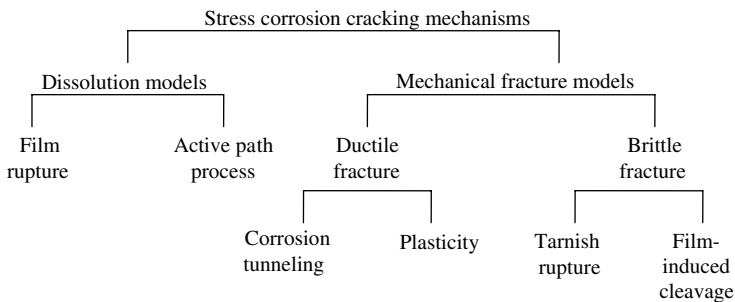 Stress corrosion cracking mechanisms
Dissolution models
Mechanical fracture models
Film
rupture
Active path
process
Ductile
fracture
Brittle
fracture
Corrosion
tunneling
Plasticity
Tarnish
rupture
Film-
induced
cleavage